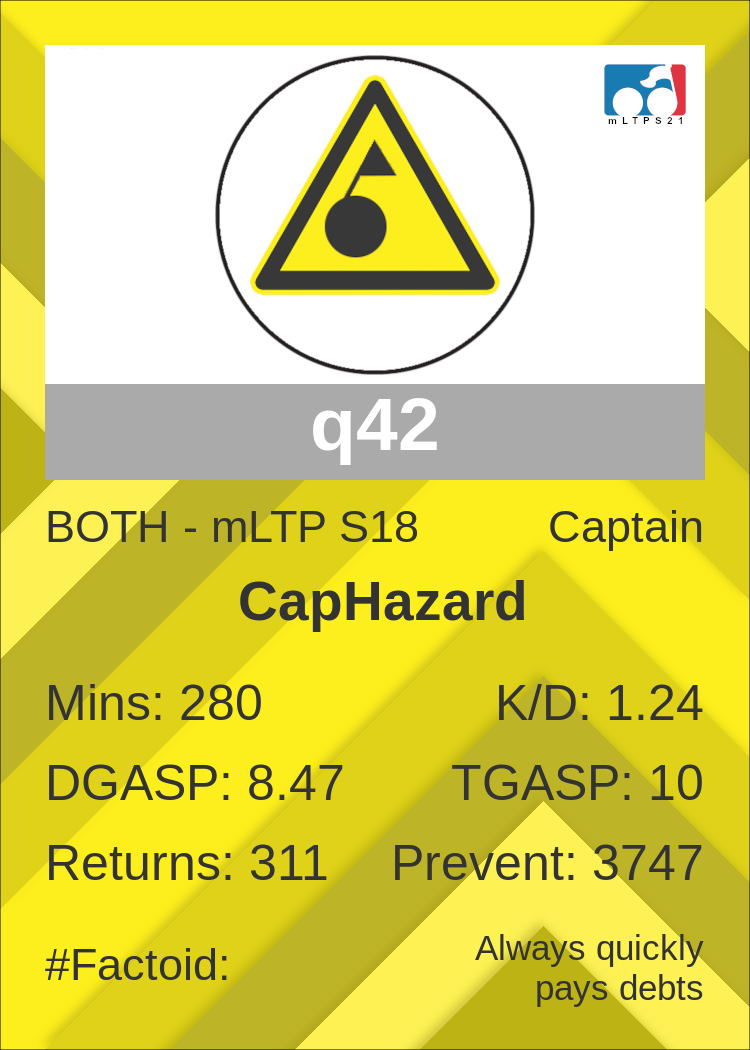 mLTPS21
q42
BOTH - mLTP S18 Captain
CapHazard
Mins: 280 K/D: 1.24
DGASP: 8.47 TGASP: 10
Returns: 311 Prevent: 3747
#Factoid: Always quickly
pays debts